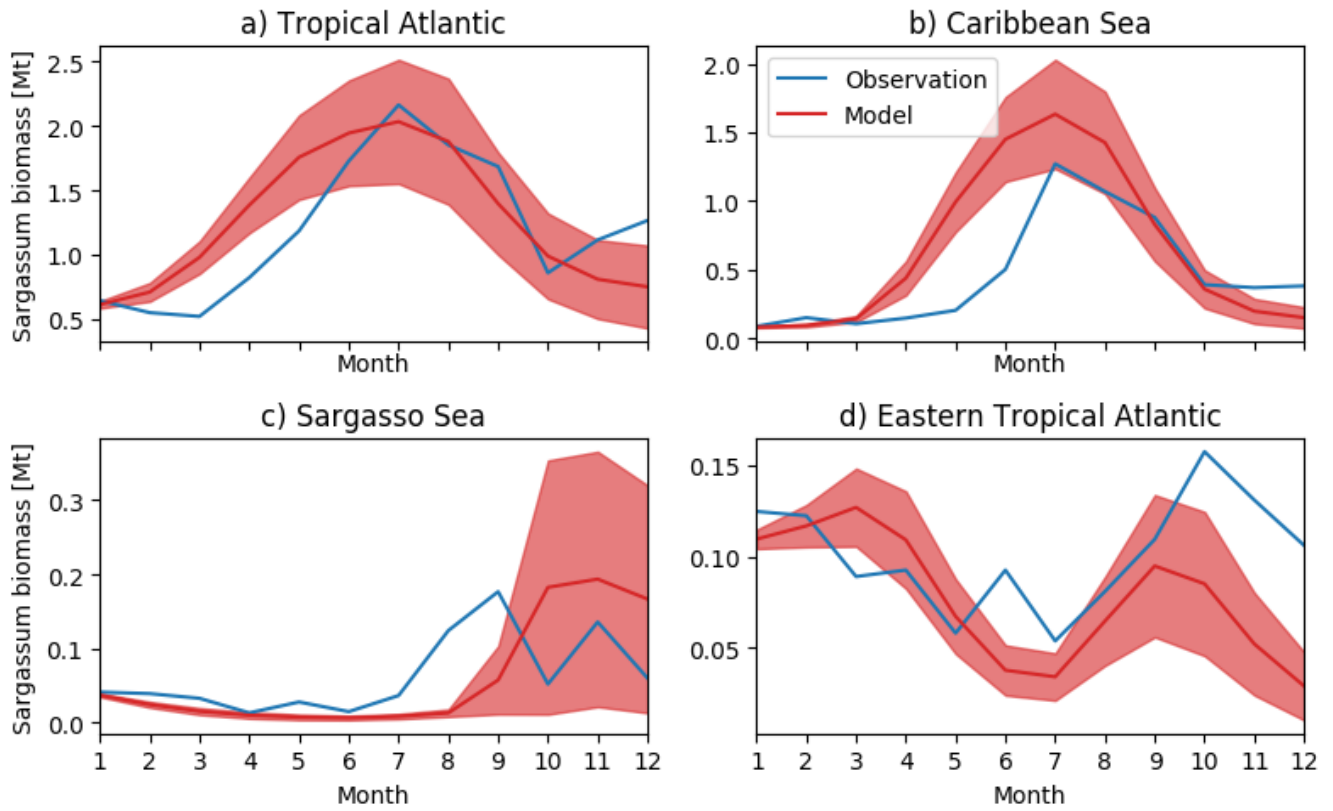 a) Tropical Atlantic
Sargassum biomass [Mt]
2.5
2.0
1.5
1.0
0.5
Month
b) Caribbean Sea
Observation
Model
2.0
1.5
1.0
0.5
0.0
Month
c) Sargasso Sea
Sargassum biomass [Mt]
0.3
0.2
0.1
0.0
1 2 3 4 5 6 7 8 9 10 11 12
Month
d) Eastern Tropical Atlantic
0.15
0.10
0.05
1 2 3 4 5 6 7 8 9 10 11 12
Month